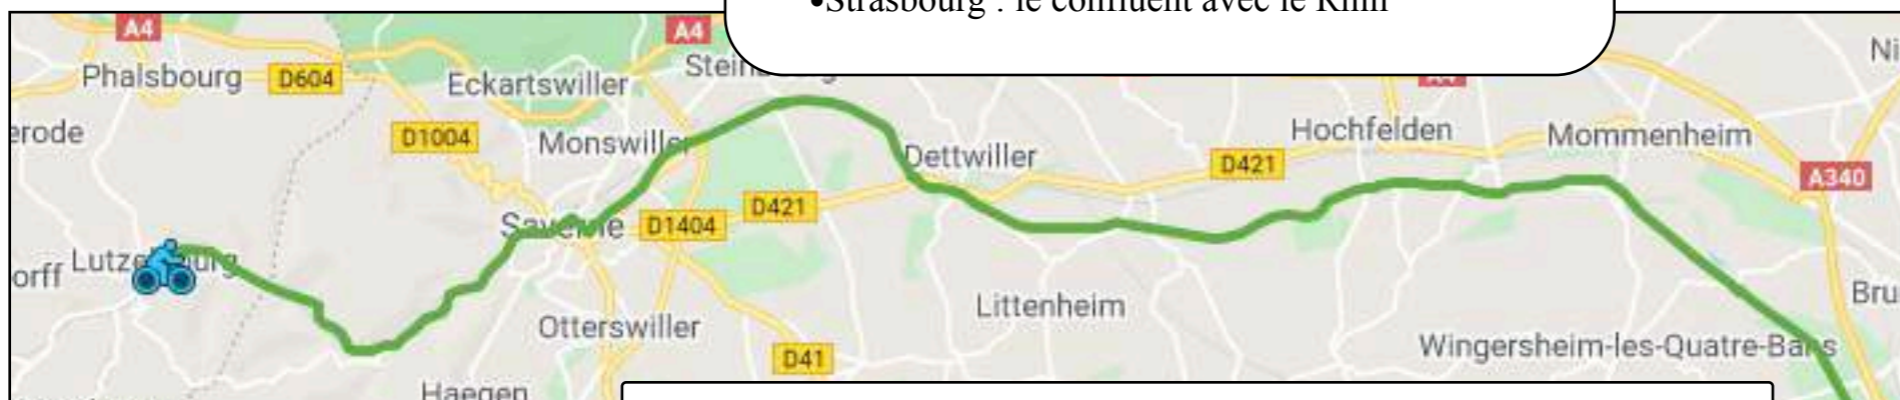 •Strasbourg : le confluent avec le Rhin
A4
A4
Phalsbourg
D604
Eckartswiller
D1004
Monswiller
Dettwiller
D421
Hochfelden
Mommenheim
A340
Saverne
D1404
D421
Littenheim
Otterswiller
D41
Wingersheim-les-Quatre-Bans
Haegen